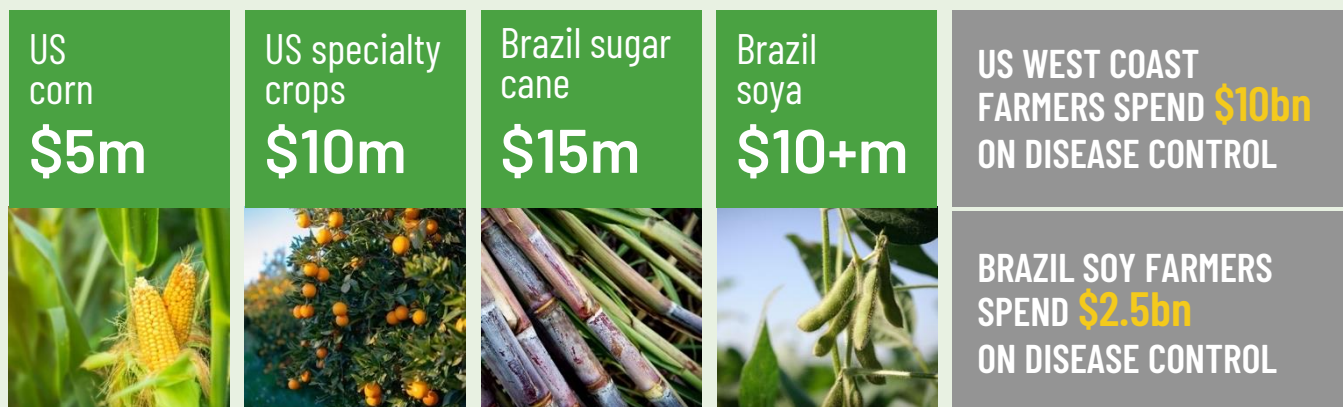 US
corn
$5m
US specialty
crops
$10m
Brazil sugar
cane
$15m
Brazil
soya
$10+m
US WEST COAST
FARMERS SPEND $10bn
ON DISEASE CONTROL
BRAZIL SOY FARMERS
SPEND $2.5bn
ON DISEASE CONTROL